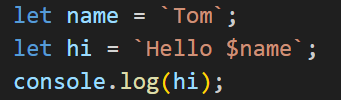 let name = `Tom`;
let hi = `Hello $name`;
console.log(hi);